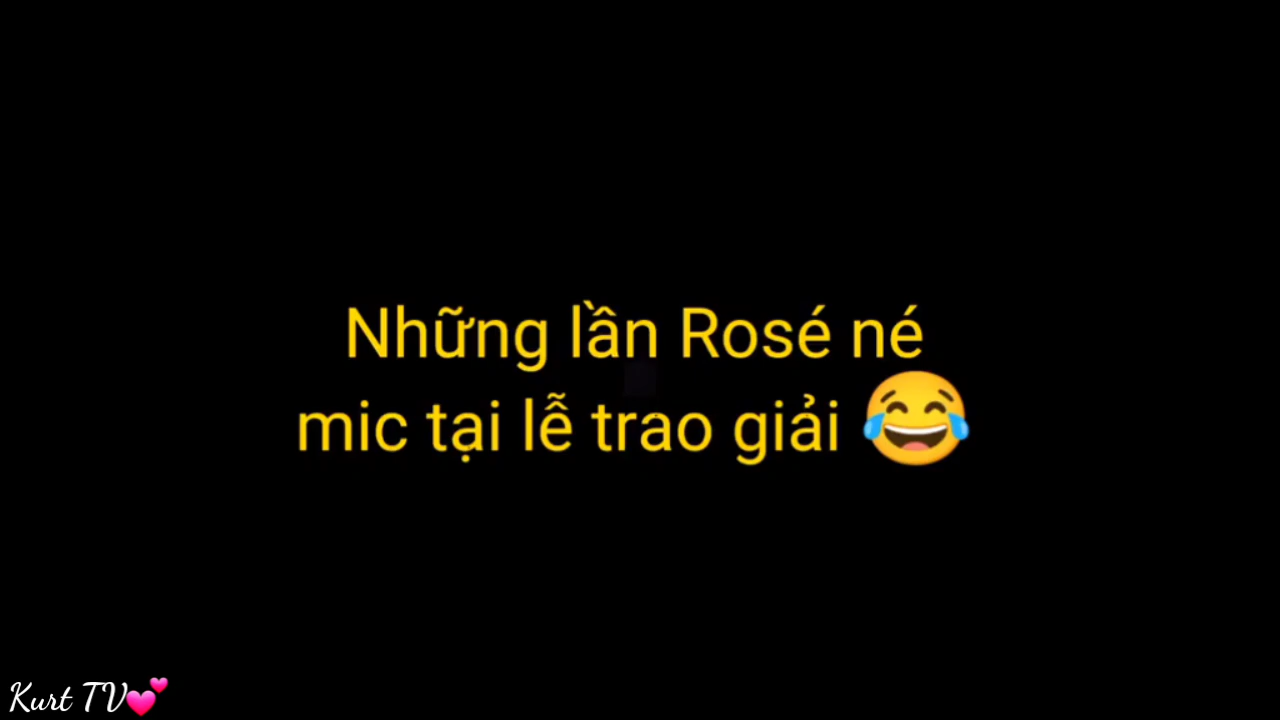 Những lần Rosé né
mic tại lễ trao giải 😂
Kurt TV💕